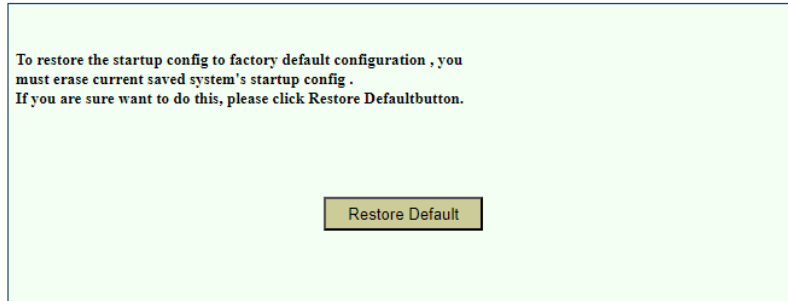 To restore the startup config to factory default configuration , you
must erase current saved system's startup config .
If you are sure want to do this, please click Restore Defaultbutton.
Restore Default